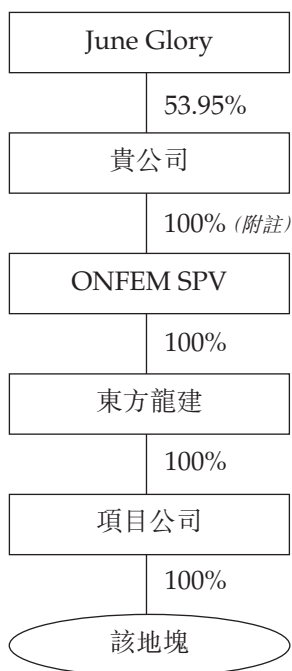 June Glory
53.95%
貴公司
100% (附註)
ONFEM SPV
100%
東方龍建
100%
項目公司
100%
該地塊